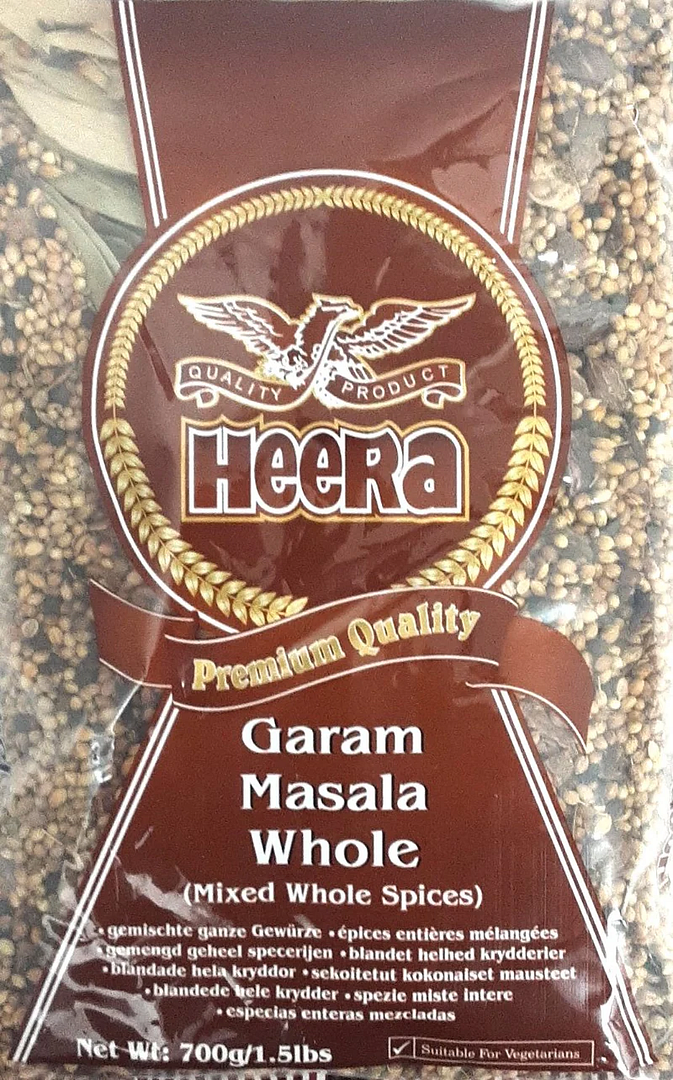 QUALITY PRODUCT
HEERA
Premium Quality
Garam
Masala
Whole
(Mixed Whole Spices)
• gemischte ganze Gewürze • épices entières mélangées
• gemengd geheel specerijen • blandet helhed krydderier
• blandade hela kryddor • sekoitetut kokonaiset mausteet
• blandede hele krydder • spezie miste intere
• especias enteras mezcladas
Net Wt: 700g/1.5lbs
Suitable For Vegetarians